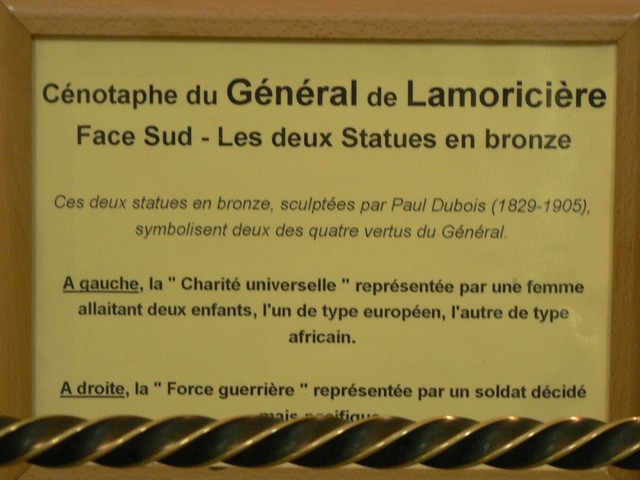 Cénotaphe du Général de Lamoricière
Face Sud - Les deux Statues en bronze
Ces deux statues en bronze, sculptées par Paul Dubois (1829-1905),
symbolisent deux des quatre vertus du Général.
A gauche, la " Charité universelle " représentée par une femme
allaitant deux enfants, l'un de type européen, l'autre de type
africain.
A droite, la " Force guerrière " représentée par un soldat décidé
mais pacifique